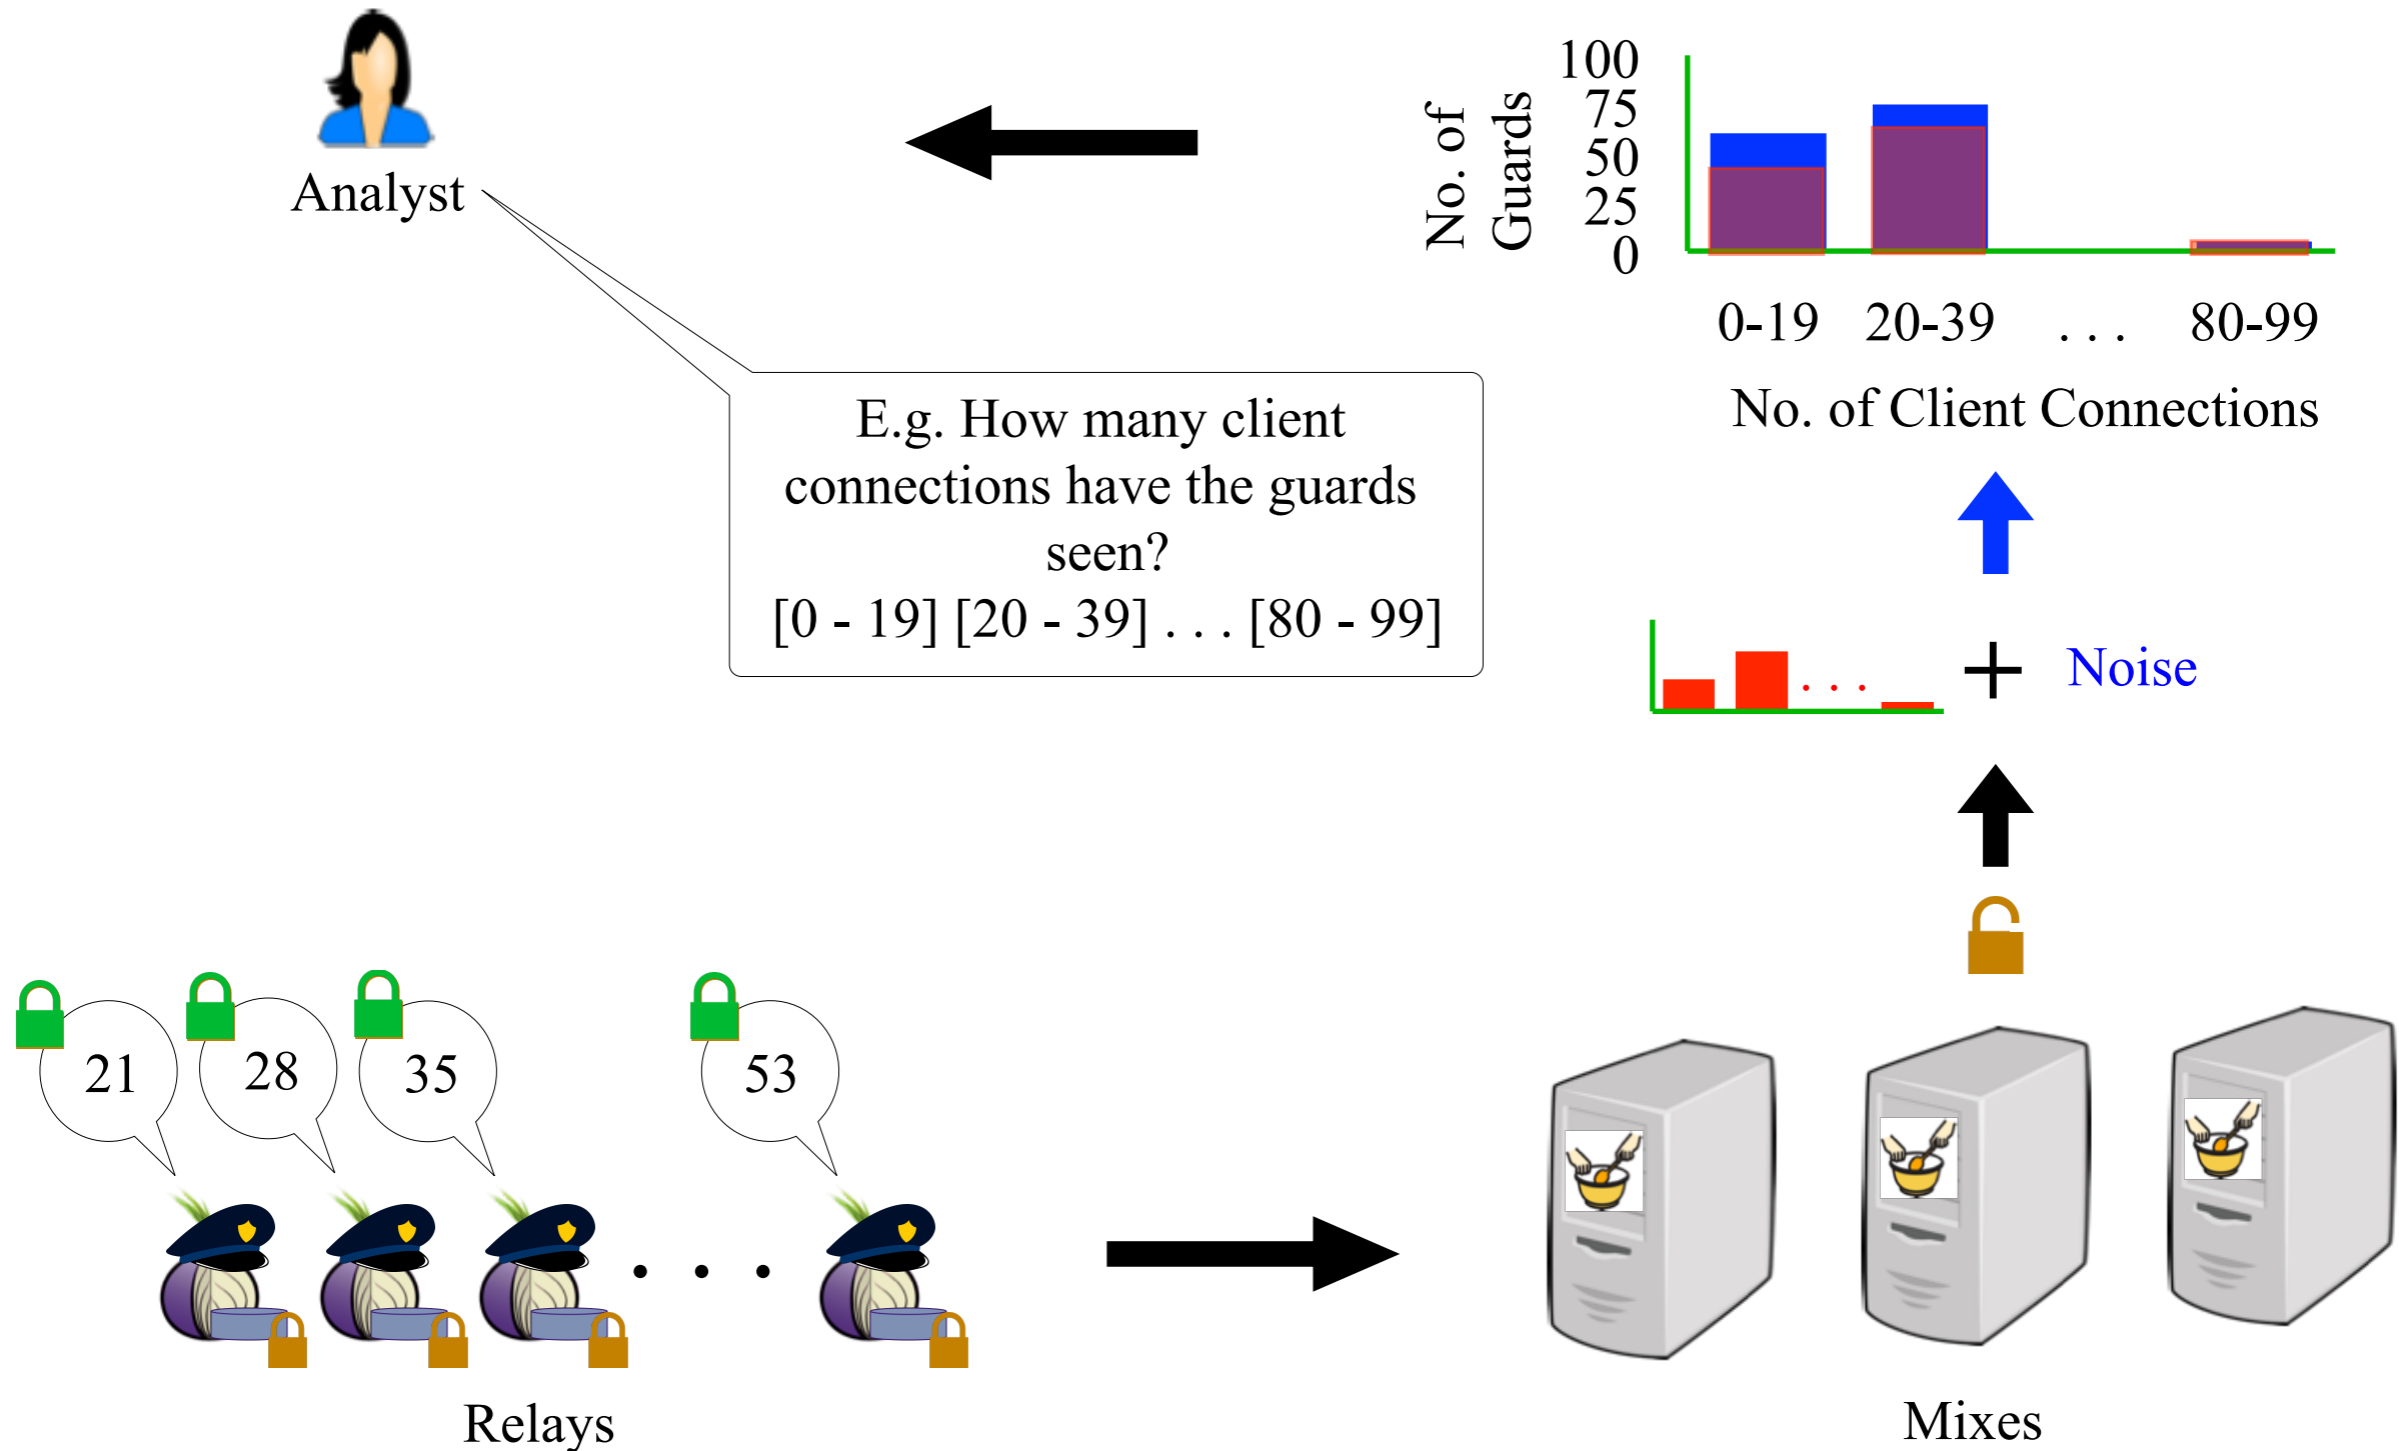 Analyst
No. of
Guards
100
75
50
25
0
0-19 20-39 . . . 80-99
No. of Client Connections
E.g. How many client
connections have the guards
seen?
[0 - 19] [20 - 39] . . . [80 - 99]
. . . + Noise
21 28 35 53
. . .
Relays
Mixes